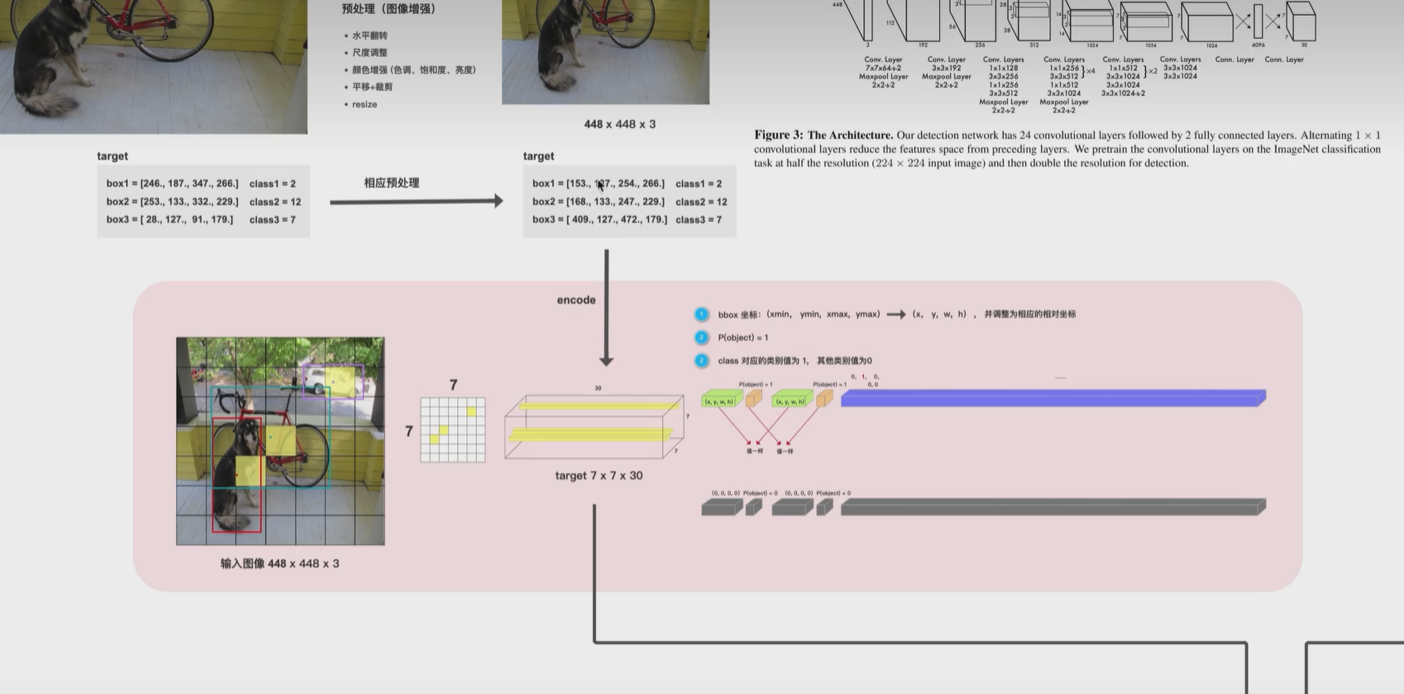 预处理（图像增强）
• 水平翻转
• 尺度调整
• 颜色增强（色调、饱和度、亮度）
• 平移+裁剪
• resize
448 x 448 x 3
448
112
56
28
28
3
192
256
512
1024
1024
1024
4096
30
Conv. Layer
7x7x64-s-2
Maxpool Layer
2x2-s-2
Conv. Layer
3x3x192
Maxpool Layer
2x2-s-2
Conv. Layers
1x1x128
3x3x256
1x1x256
3x3x512
Maxpool Layer
2x2-s-2
Conv. Layers
1x1x256
3x3x512
}×4
1x1x512
3x3x1024
Maxpool Layer
2x2-s-2
Conv. Layers
1x1x512
3x3x1024
}×2
3x3x1024
3x3x1024-s-2
Conv. Layers
3x3x1024
3x3x1024
Conn. Layer
Conn. Layer
Figure 3: The Architecture. Our detection network has 24 convolutional layers followed by 2 fully connected layers. Alternating 1 × 1
convolutional layers reduce the features space from preceding layers. We pretrain the convolutional layers on the ImageNet classification
task at half the resolution (224 × 224 input image) and then double the resolution for detection.
target
box1 = [246., 187., 347., 266.] class1 = 2
box2 = [253., 133., 332., 229.] class2 = 12
box3 = [ 28., 127., 91., 179.] class3 = 7
相应预处理
target
box1 = [153., 254., 266.] class1 = 2
box2 = [168., 133., 247., 229.] class2 = 12
box3 = [ 409., 127., 472., 179.] class3 = 7
encode
1 bbox 坐标:（xmin, ymin, xmax, ymax）（x, y, w, h），并调整为相应的相对坐标
2 P(object) = 1
class 对应的类别值为 1, 其他类别值为0
输入图像 448 x 448 x 3
7
7
30
7
7
target 7 x 7 x 30
P(object) = 1
P(object) = 1
0, 1, 0,
0, 0
(x, y, w, h)
(x, y, w, h)
值一样
值一样
(0, 0, 0, 0) P(object) = 0 (0, 0, 0, 0) P(object) = 0